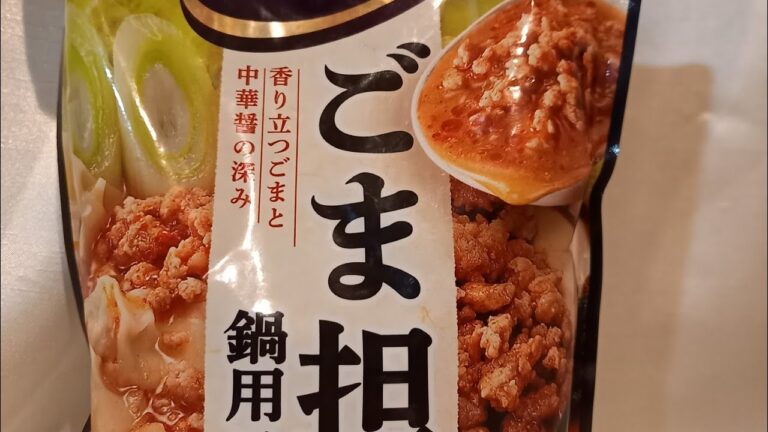 ごま担
香り立つごまと
中華醤の深み
鍋用